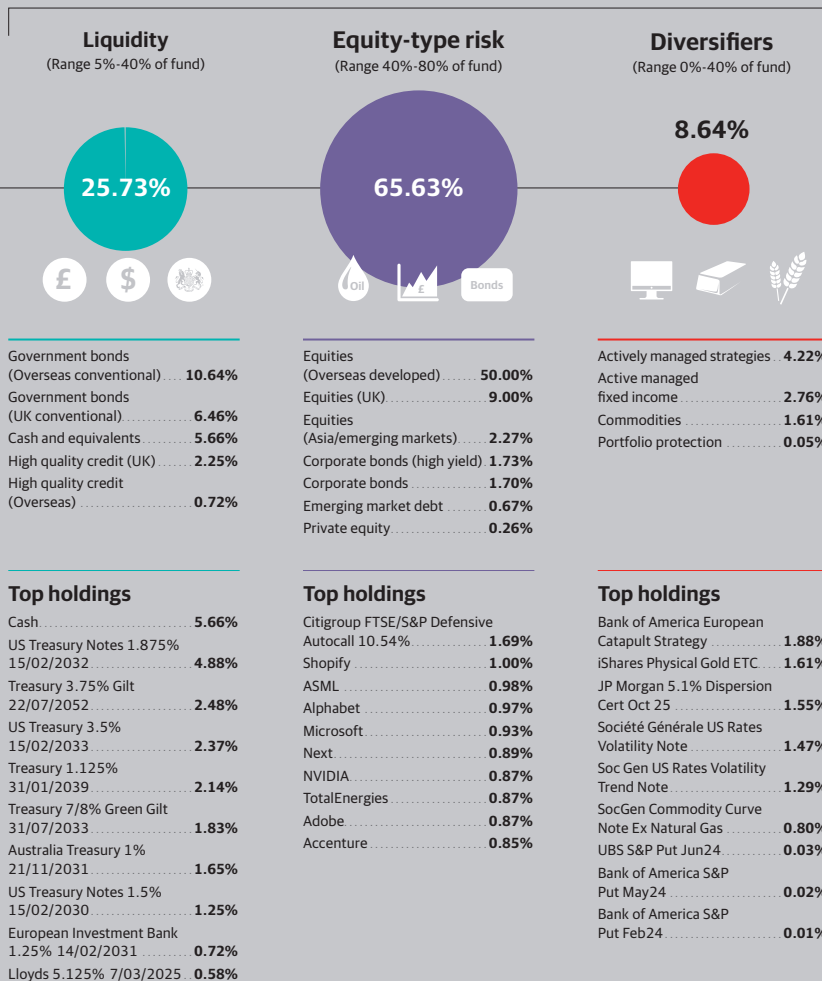 Liquidity
(Range 5%-40% of fund)
25.73%
£
$
Government bonds
(Overseas conventional).... 10.64%
Government bonds
(UK conventional)............. 6.46%
Cash and equivalents......... 5.66%
High quality credit (UK)...... 2.25%
High quality credit
(Overseas) ...................... 0.72%
Top holdings
Cash................................ 5.66%
US Treasury Notes 1.875%
15/02/2032...................... 4.88%
Treasury 3.75% Gilt
22/07/2052...................... 2.48%
US Treasury 3.5%
15/02/2033...................... 2.37%
Treasury 1.125%
31/01/2039...................... 2.14%
Treasury 7/8% Green Gilt
31/07/2033...................... 1.83%
Australia Treasury 1%
21/11/2031...................... 1.65%
US Treasury Notes 1.5%
15/02/2030...................... 1.25%
European Investment Bank
1.25% 14/02/2031 ............ 0.72%
Lloyds 5.125% 7/03/2025.. 0.58%
Equity-type risk
(Range 40%-80% of fund)
65.63%
Oil
£
Bonds
Equities
(Overseas developed)....... 50.00%
Equities (UK).................... 9.00%
Equities
(Asia/emerging markets)..... 2.27%
Corporate bonds (high yield). 1.73%
Corporate bonds .............. 1.70%
Emerging market debt ....... 0.67%
Private equity................... 0.26%
Top holdings
Citigroup FTSE/S&P Defensive
Autocall 10.54%................ 1.69%
Shopify ........................... 1.00%
ASML .............................. 0.98%
Alphabet ......................... 0.97%
Microsoft......................... 0.93%
Next................................ 0.89%
NVIDIA............................. 0.87%
TotalEnergies ................... 0.87%
Adobe.............................. 0.87%
Accenture........................ 0.85%
Diversifiers
(Range 0%-40% of fund)
8.64%
Actively managed strategies.. 4.22%
Active managed
fixed income..................... 2.76%
Commodities .................... 1.61%
Portfolio protection ........... 0.05%
Top holdings
Bank of America European
Catapult Strategy .............. 1.88%
iShares Physical Gold ETC.... 1.61%
JP Morgan 5.1% Dispersion
Cert Oct 25 ...................... 1.55%
Société Générale US Rates
Volatility Note .................. 1.47%
Soc Gen US Rates Volatility
Trend Note....................... 1.29%
SocGen Commodity Curve
Note Ex Natural Gas .......... 0.80%
UBS S&P Put Jun24............ 0.03%
Bank of America S&P
Put May24 ....................... 0.02%
Bank of America S&P
Put Feb24........................ 0.01%